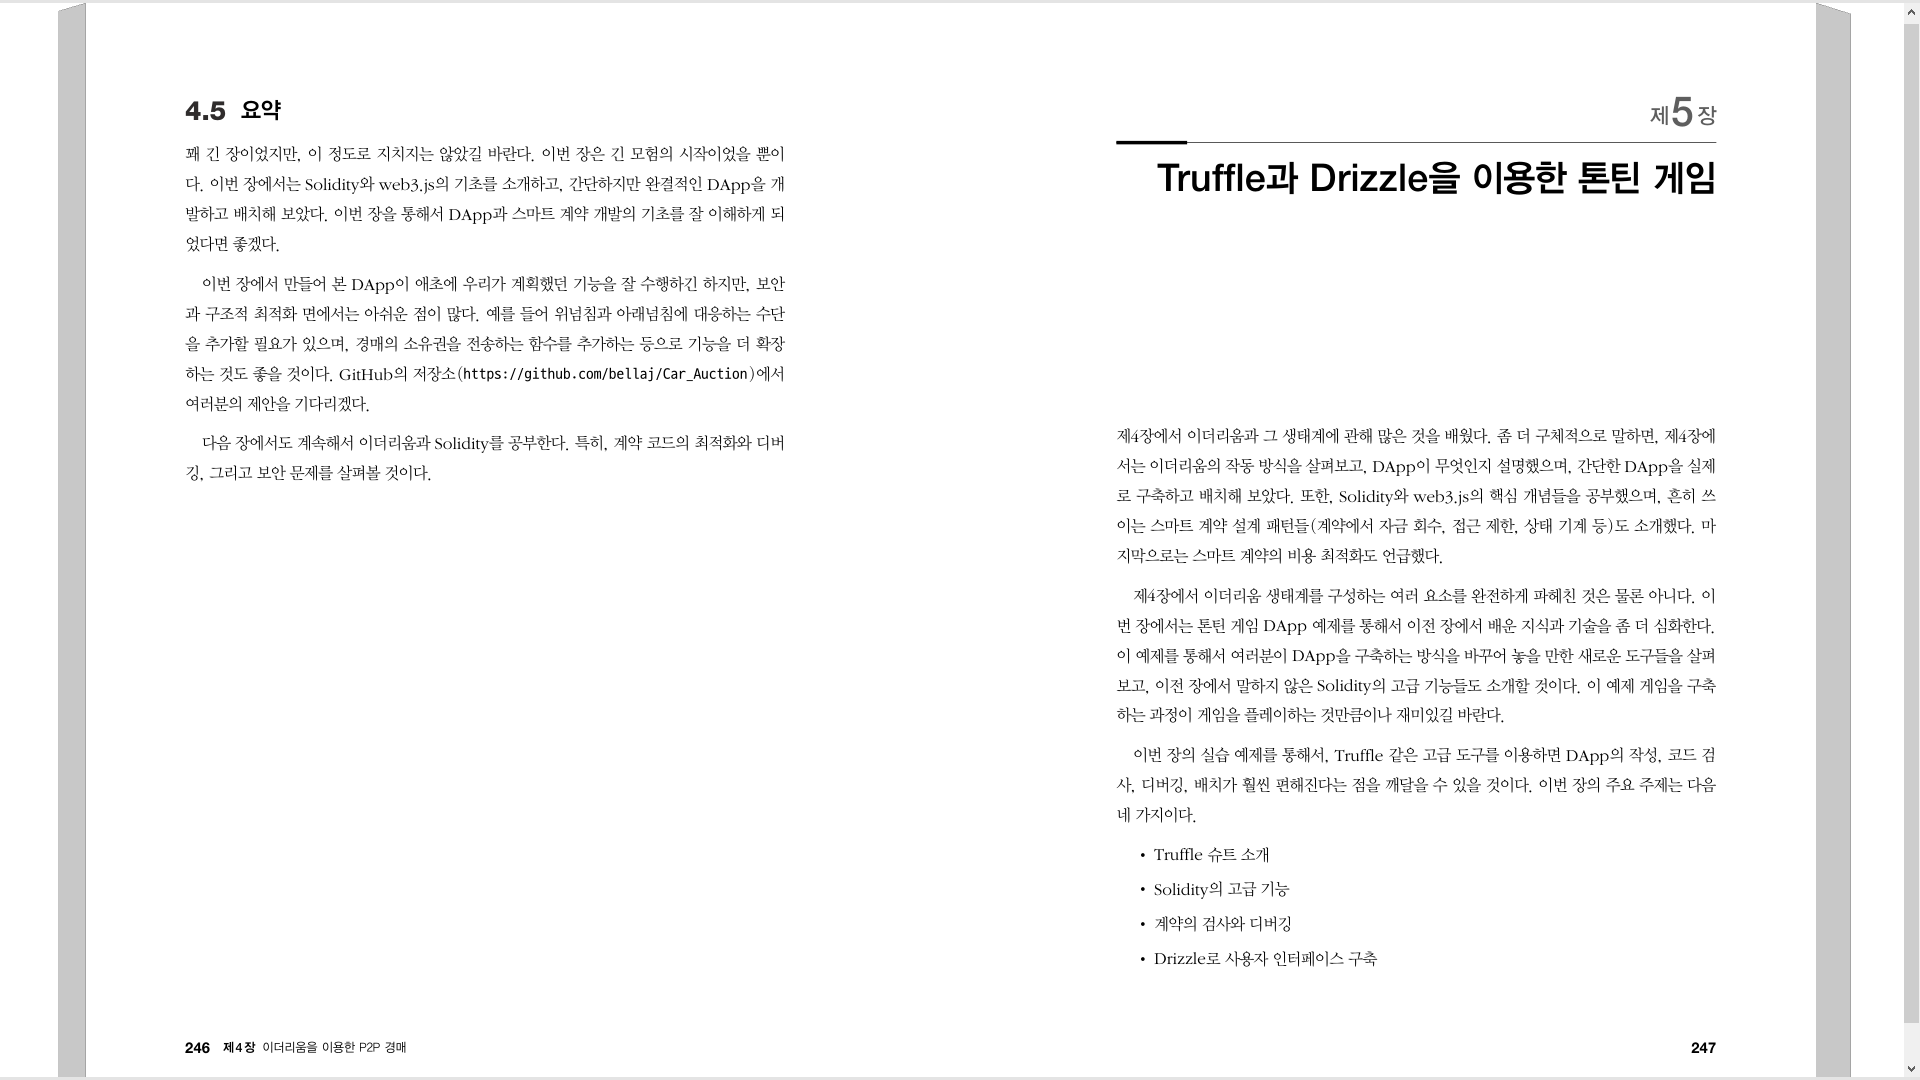 4.5 요약
꽤 긴 장이었지만, 이 정도로 지치지는 않았길 바란다. 이번 장은 긴 모험의 시작이었을 뿐이
다. 이번 장에서는 Solidity와 web3.js의 기초를 소개하고, 간단하지만 완결적인 DApp을 개
발하고 배치해 보았다. 이번 장을 통해서 DApp과 스마트 계약 개발의 기초를 잘 이해하게 되
었다면 좋겠다.
이번 장에서 만들어 본 DApp이 애초에 우리가 계획했던 기능을 잘 수행하긴 하지만, 보안
과 구조적 최적화 면에서는 아쉬운 점이 많다. 예를 들어 위넘침과 아래넘침에 대응하는 수단
을 추가할 필요가 있으며, 경매의 소유권을 전송하는 함수를 추가하는 등으로 기능을 더 확장
하는 것도 좋을 것이다. GitHub의 저장소(https://github.com/bellaj/Car_Auction)에서
여러분의 제안을 기다리겠다.
다음 장에서도 계속해서 이더리움과 Solidity를 공부한다. 특히, 계약 코드의 최적화와 디버
깅, 그리고 보안 문제를 살펴볼 것이다.
246 제4장 이더리움을 이용한 P2P 경매
제5장
Truffle과 Drizzle을 이용한 톤틴 게임
제4장에서 이더리움과 그 생태계에 관해 많은 것을 배웠다. 좀 더 구체적으로 말하면, 제4장에
서는 이더리움의 작동 방식을 살펴보고, DApp이 무엇인지 설명했으며, 간단한 DApp을 실제
로 구축하고 배치해 보았다. 또한, Solidity와 web3.js의 핵심 개념들을 공부했으며, 흔히 쓰
이는 스마트 계약 설계 패턴들(계약에서 자금 회수, 접근 제한, 상태 기계 등)도 소개했다. 마
지막으로는 스마트 계약의 비용 최적화도 언급했다.
제4장에서 이더리움 생태계를 구성하는 여러 요소를 완전하게 파헤친 것은 물론 아니다. 이
번 장에서는 톤틴 게임 DApp 예제를 통해서 이전 장에서 배운 지식과 기술을 좀 더 심화한다.
이 예제를 통해서 여러분이 DApp을 구축하는 방식을 바꾸어 놓을 만한 새로운 도구들을 살펴
보고, 이전 장에서 말하지 않은 Solidity의 고급 기능들도 소개할 것이다. 이 예제 게임을 구축
하는 과정이 게임을 플레이하는 것만큼이나 재미있길 바란다.
이번 장의 실습 예제를 통해서, Truffle 같은 고급 도구를 이용하면 DApp의 작성, 코드 검
사, 디버깅, 배치가 훨씬 편해진다는 점을 깨달을 수 있을 것이다. 이번 장의 주요 주제는 다음
네 가지이다.
• Truffle 슈트 소개
• Solidity의 고급 기능
• 계약의 검사와 디버깅
• Drizzle로 사용자 인터페이스 구축
247